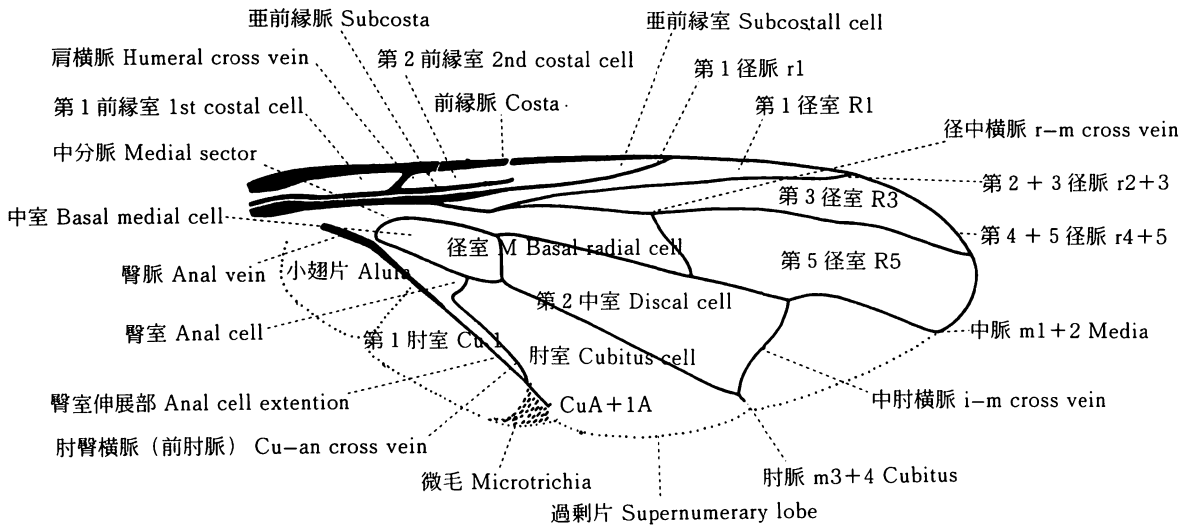 亜前縁脈 Subcosta
亜前縁室 Subcostall cell
肩横脈 Humeral cross vein
第2前縁室 2nd costal cell
第1径脈 r1
第1前縁室 1st costal cell
前縁脈 Costa
第1径室 R1
径中横脈 r-m cross vein
中分脈 Medial sector
第2+3径脈 r2+3
第3径室 R3
中室 Basal medial cell
第4+5径脈 r4+5
径室 M Basal radial cell
第5径室 R5
臀脈 Anal vein
小翅片 Alula
第2中室 Discal cell
臀室 Anal cell
第1肘室 Cu 1
中脈 m1+2 Media
肘室 Cubitus cell
臀室伸展部 Anal cell extention
CuA+1A
中肘横脈 i-m cross vein
肘臀横脈（前肘脈）Cu-an cross vein
微毛 Microtrichia
肘脈 m3+4 Cubitus
過剰片 Supernumerary lobe